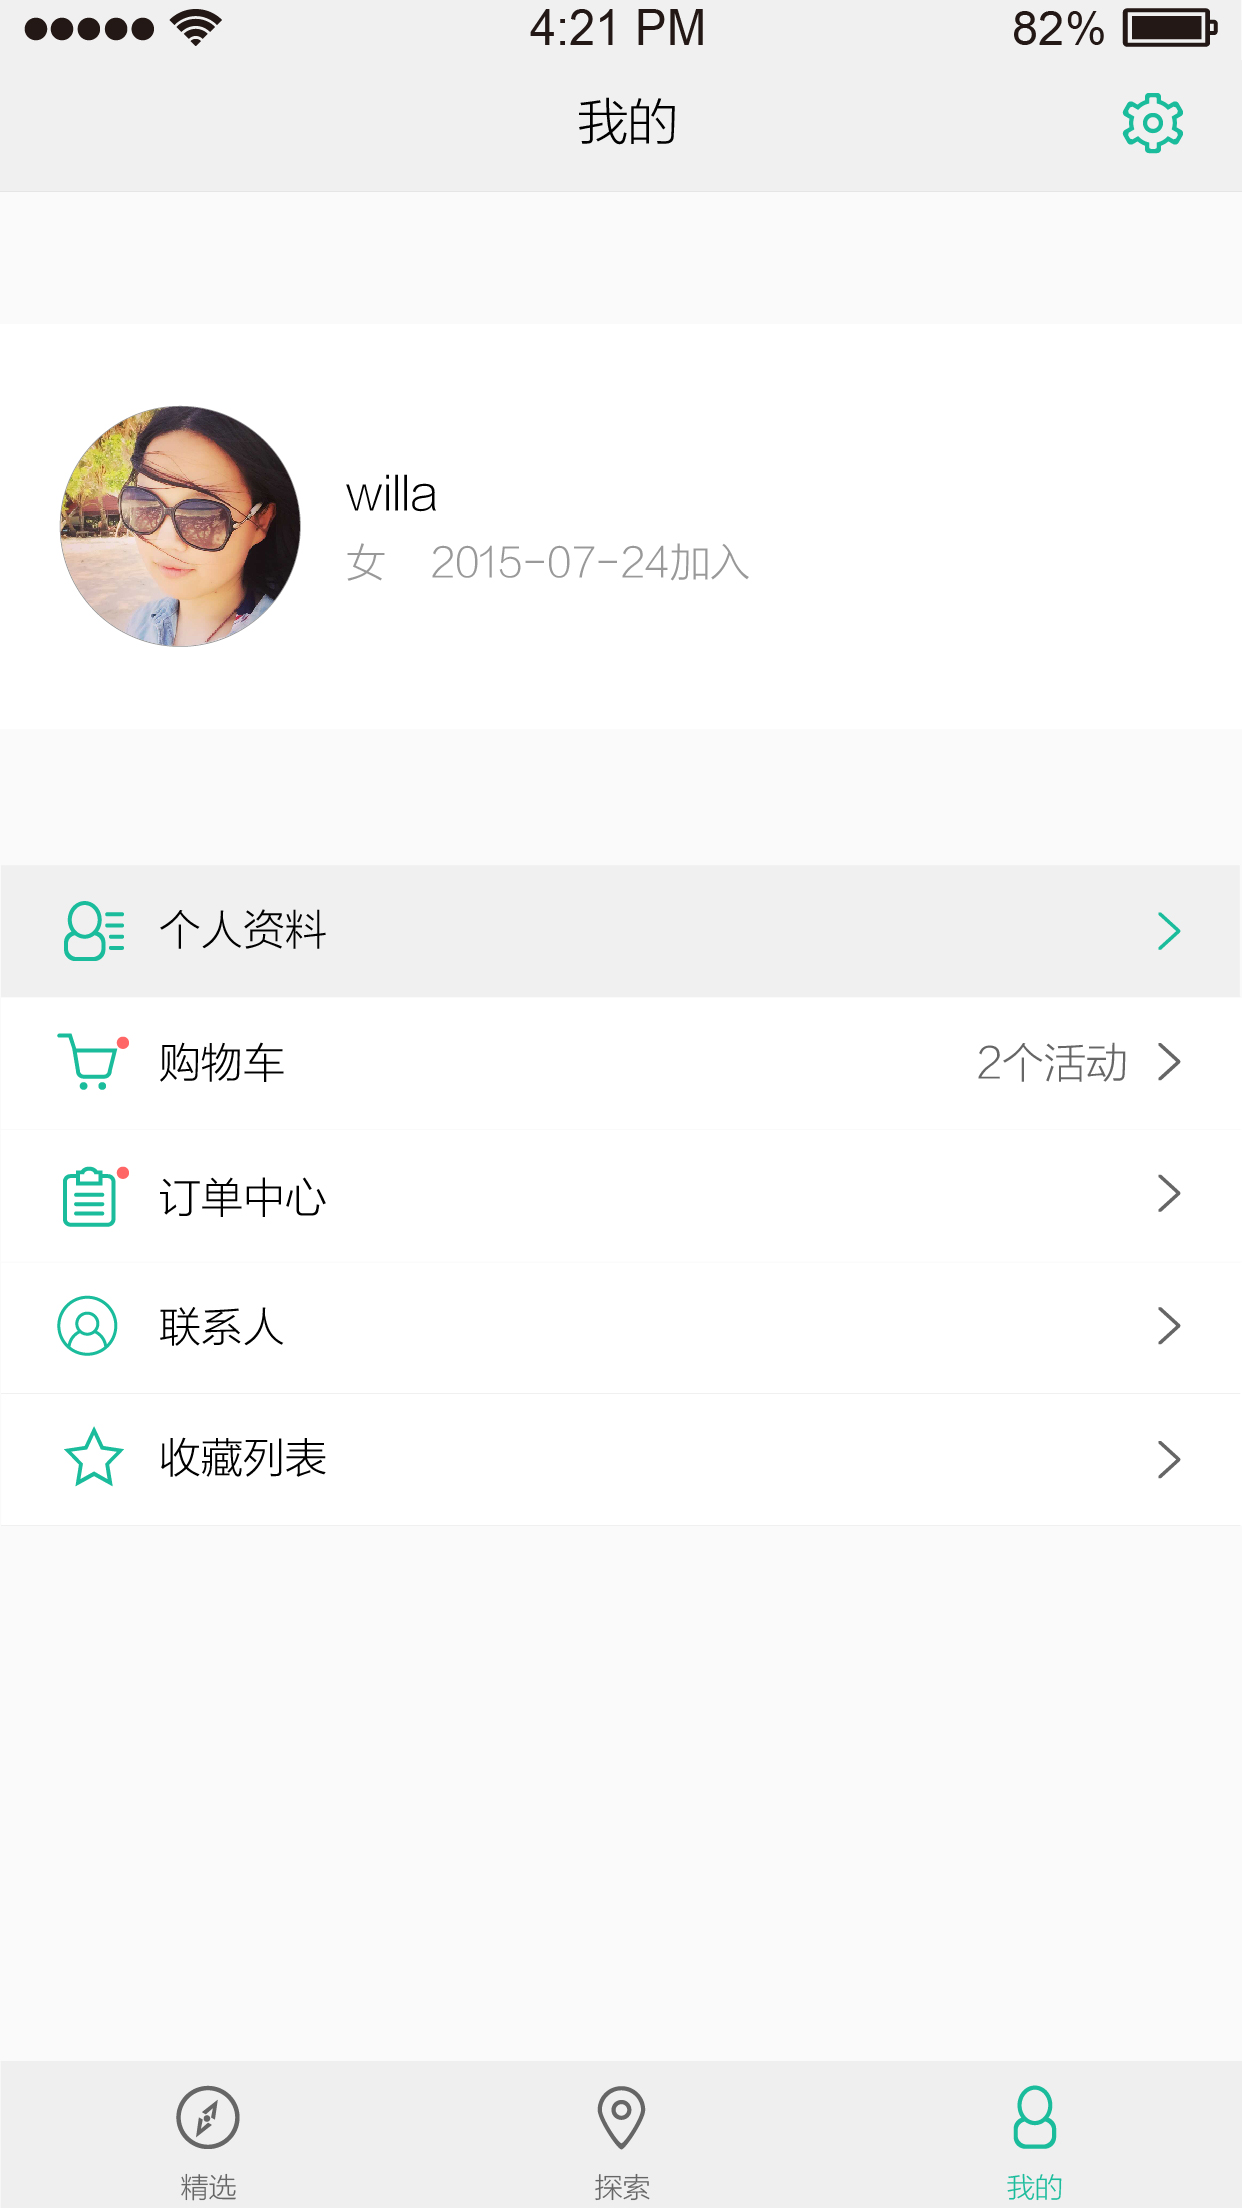 4:21 PM 82%
我的
willa
女 2015-07-24加入
个人资料
购物车 2个活动
订单中心
联系人
收藏列表
精选 探索 我的